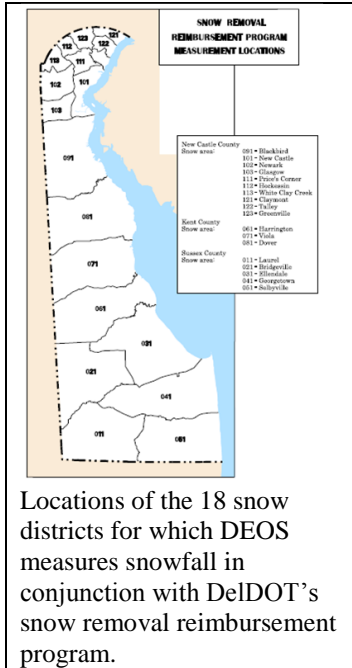 SNOW REMOVAL
REIMBURSEMENT PROGRAM
MEASUREMENT LOCATIONS
121
123
122
112
111
113
102
101
103
091
081
071
061
031
021
041
011
051
New Castle County
Snow area:
091 - Blackbird
101 - New Castle
102 - Newark
103 - Glasgow
111 - Price's Corner
112 - Hockessin
113 - White Clay Creek
121 - Claymont
122 - Talley
123 - Greenville
Kent County
Snow area:
061 - Harrington
071 - Viola
081 - Dover
Sussex County
Snow area:
011 - Laurel
021 - Bridgeville
031 - Ellendale
041 - Georgetown
051 - Selbyville
Locations of the 18 snow
districts for which DEOS
measures snowfall in
conjunction with DelDOT's
snow removal reimbursement
program.